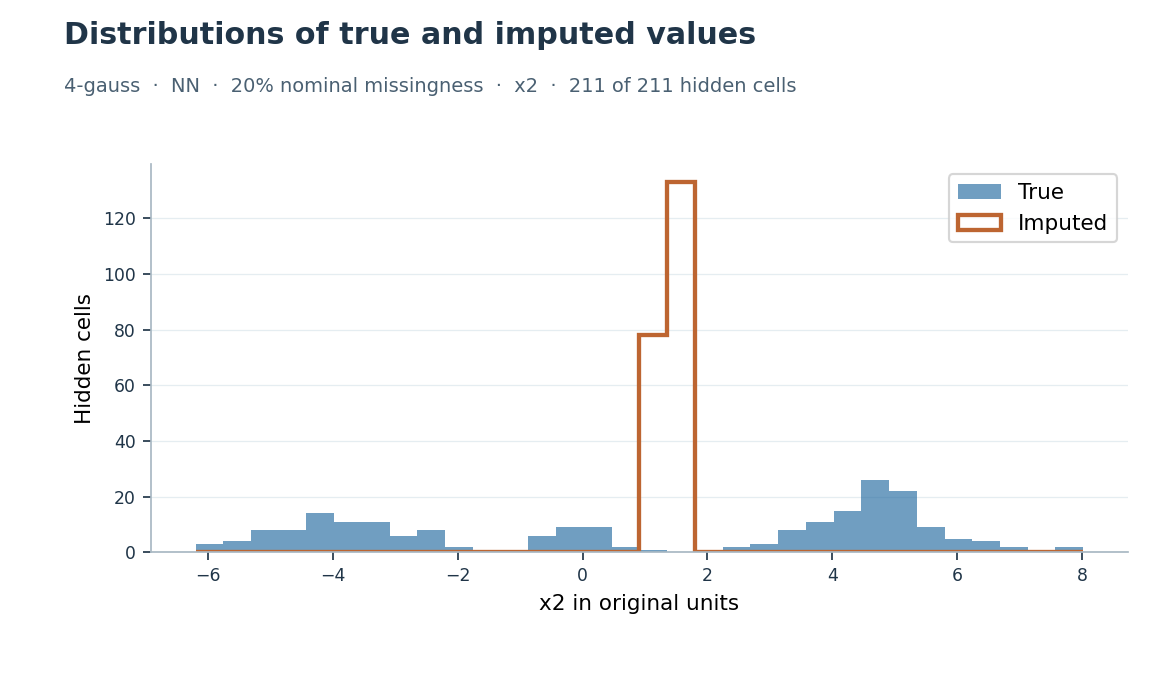 Distributions of true and imputed values
4-gauss · NN · 20% nominal missingness · x2 · 211 of 211 hidden cells
True
Imputed
Hidden cells
120
100
80
60
40
20
0
−6 −4 −2 0 2 4 6 8
x2 in original units